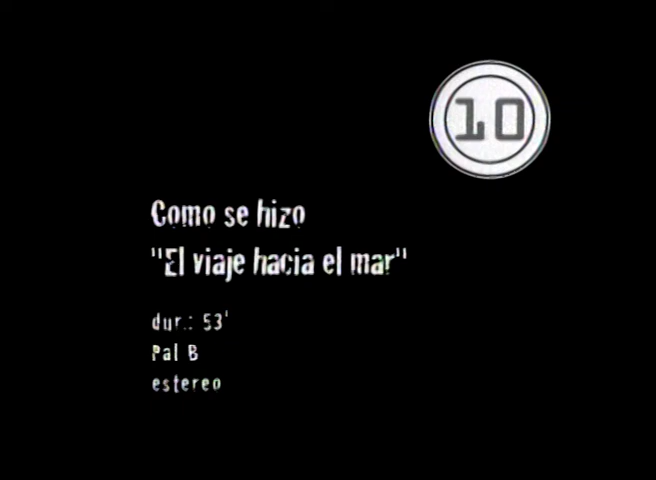 10
Como se hizo
"El viaje hacia el mar"
dur.: 53'
Pal B
estereo